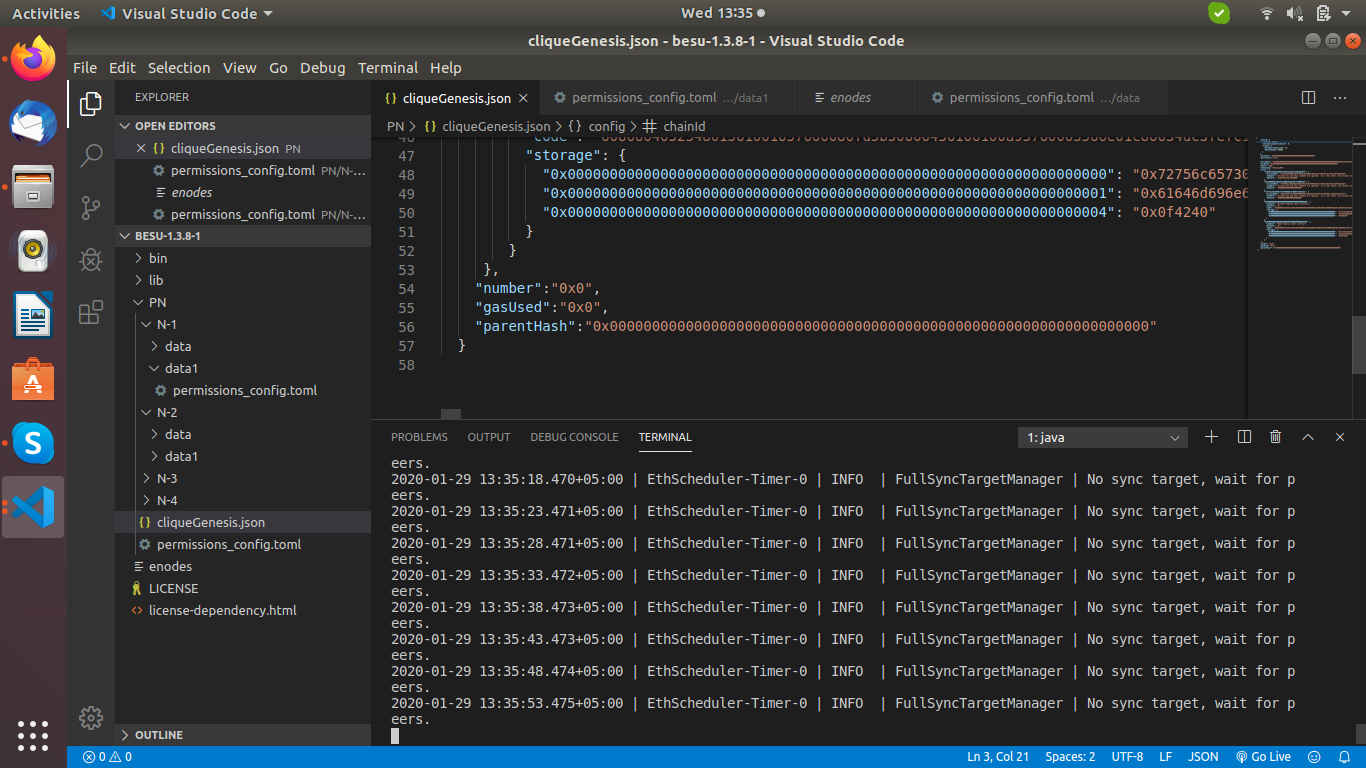 Activities
Visual Studio Code
Wed 13:35
cliqueGenesis.json - besu-1.3.8-1 - Visual Studio Code
File Edit Selection View Go Debug Terminal Help
EXPLORER
OPEN EDITORS
cliqueGenesis.json PN
permissions_config.toml PN/N-...
enodes
permissions_config.toml PN/N-...
BESU-1.3.8-1
bin
lib
PN
N-1
data
data1
permissions_config.toml
N-2
data
data1
N-3
N-4
cliqueGenesis.json
permissions_config.toml
enodes
LICENSE
license-dependency.html
OUTLINE
cliqueGenesis.json
permissions_config.toml .../data1
enodes
permissions_config.toml .../data
PN > {} cliqueGenesis.json > {} config > chainId
47 "storage": {
48 "0x0000000000000000000000000000000000000000000000000000000000000000": "0x72756c65730
49 "0x0000000000000000000000000000000000000000000000000000000000000001": "0x61646d696e6
50 "0x0000000000000000000000000000000000000000000000000000000000000004": "0x0f4240"
51 }
52 }
53 },
54 "number":"0x0",
55 "gasUsed":"0x0",
56 "parentHash":"0x0000000000000000000000000000000000000000000000000000000000000000"
57 }
58
PROBLEMS OUTPUT DEBUG CONSOLE TERMINAL
1: java
eers.
2020-01-29 13:35:18.470+05:00 | EthScheduler-Timer-0 | INFO | FullSyncTargetManager | No sync target, wait for p
eers.
2020-01-29 13:35:23.471+05:00 | EthScheduler-Timer-0 | INFO | FullSyncTargetManager | No sync target, wait for p
eers.
2020-01-29 13:35:28.471+05:00 | EthScheduler-Timer-0 | INFO | FullSyncTargetManager | No sync target, wait for p
eers.
2020-01-29 13:35:33.472+05:00 | EthScheduler-Timer-0 | INFO | FullSyncTargetManager | No sync target, wait for p
eers.
2020-01-29 13:35:38.473+05:00 | EthScheduler-Timer-0 | INFO | FullSyncTargetManager | No sync target, wait for p
eers.
2020-01-29 13:35:43.473+05:00 | EthScheduler-Timer-0 | INFO | FullSyncTargetManager | No sync target, wait for p
eers.
2020-01-29 13:35:48.474+05:00 | EthScheduler-Timer-0 | INFO | FullSyncTargetManager | No sync target, wait for p
eers.
2020-01-29 13:35:53.475+05:00 | EthScheduler-Timer-0 | INFO | FullSyncTargetManager | No sync target, wait for p
eers.
0 0
Ln 3, Col 21 Spaces: 2 UTF-8 LF JSON Go Live